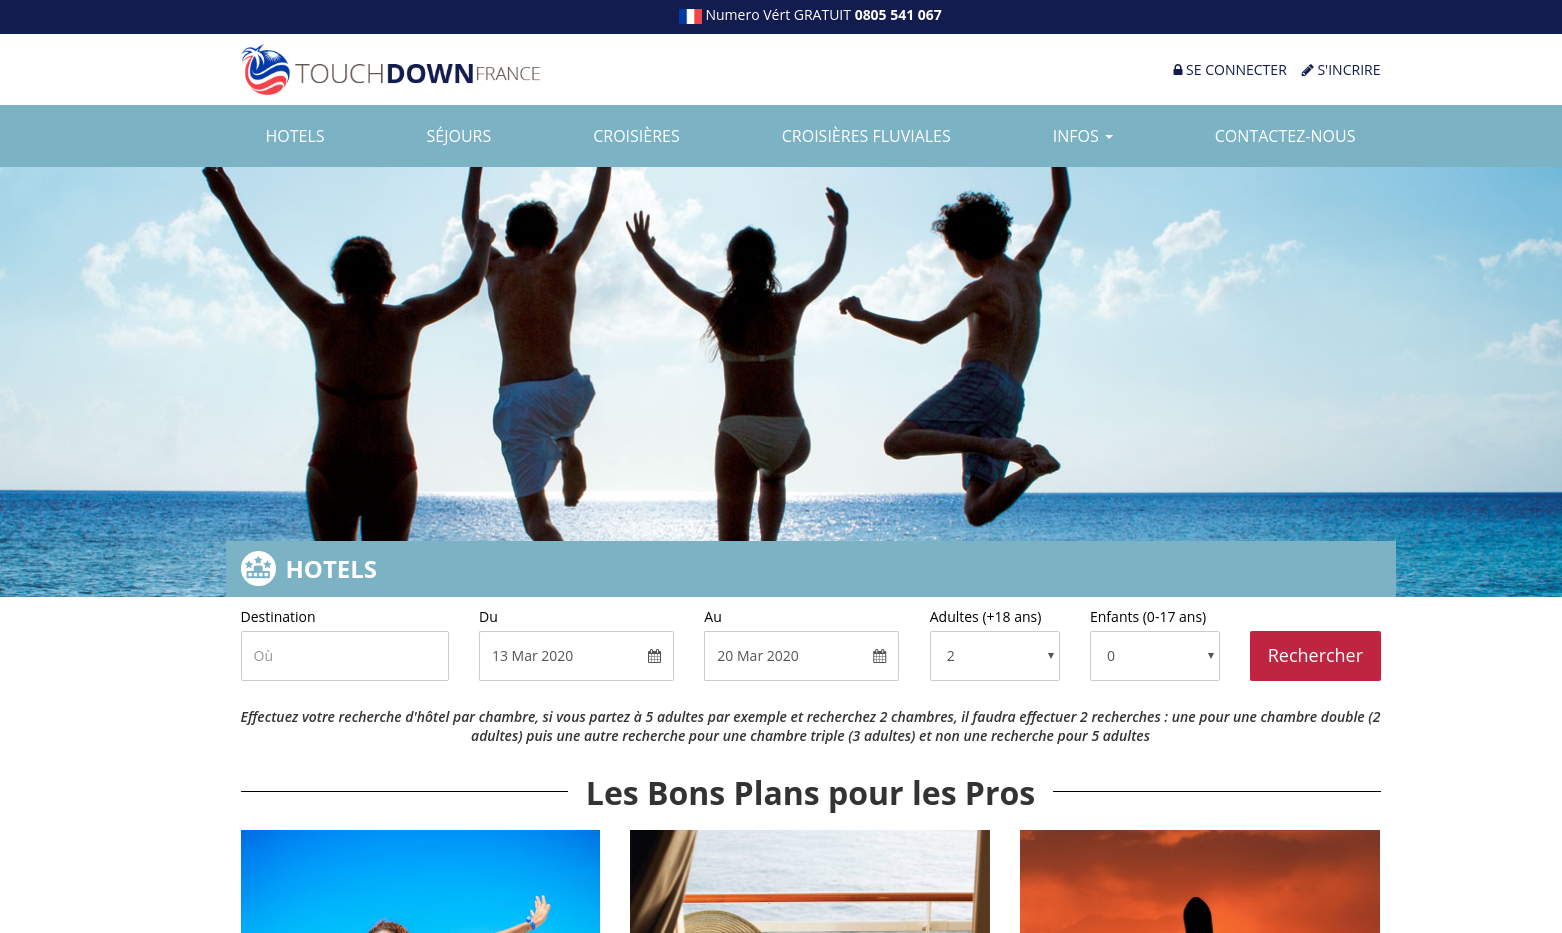 Numero Vért GRATUIT 0805 541 067
TOUCHDOWNFRANCE
SE CONNECTER S'INCRIRE
HOTELS SÉJOURS CROISIÈRES CROISIÈRES FLUVIALES INFOS CONTACTEZ-NOUS
HOTELS
Destination Du Au Adultes (+18 ans) Enfants (0-17 ans)
Où 13 Mar 2020 20 Mar 2020 2 0 Rechercher
Effectuez votre recherche d'hôtel par chambre, si vous partez à 5 adultes par exemple et recherchez 2 chambres, il faudra effectuer 2 recherches : une pour une chambre double (2
adultes) puis une autre recherche pour une chambre triple (3 adultes) et non une recherche pour 5 adultes
Les Bons Plans pour les Pros